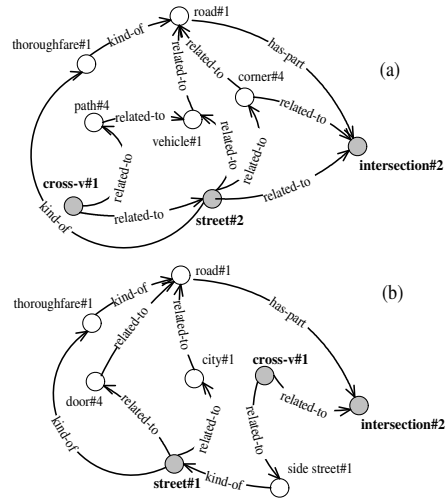 road#1
kind-of
thoroughfare#1
has-part
related-to
related-to
corner#4
(a)
path#4
related-to
vehicle#1
related-to
related-to
related-to
related-to
intersection#2
cross-v#1
related-to
related-to
street#2
kind-of
road#1
kind-of
thoroughfare#1
(b)
has-part
related-to
related-to
city#1
cross-v#1
door#4
related-to
intersection#2
related-to
related-to
related-to
kind-of
street#1
kind-of
side street#1